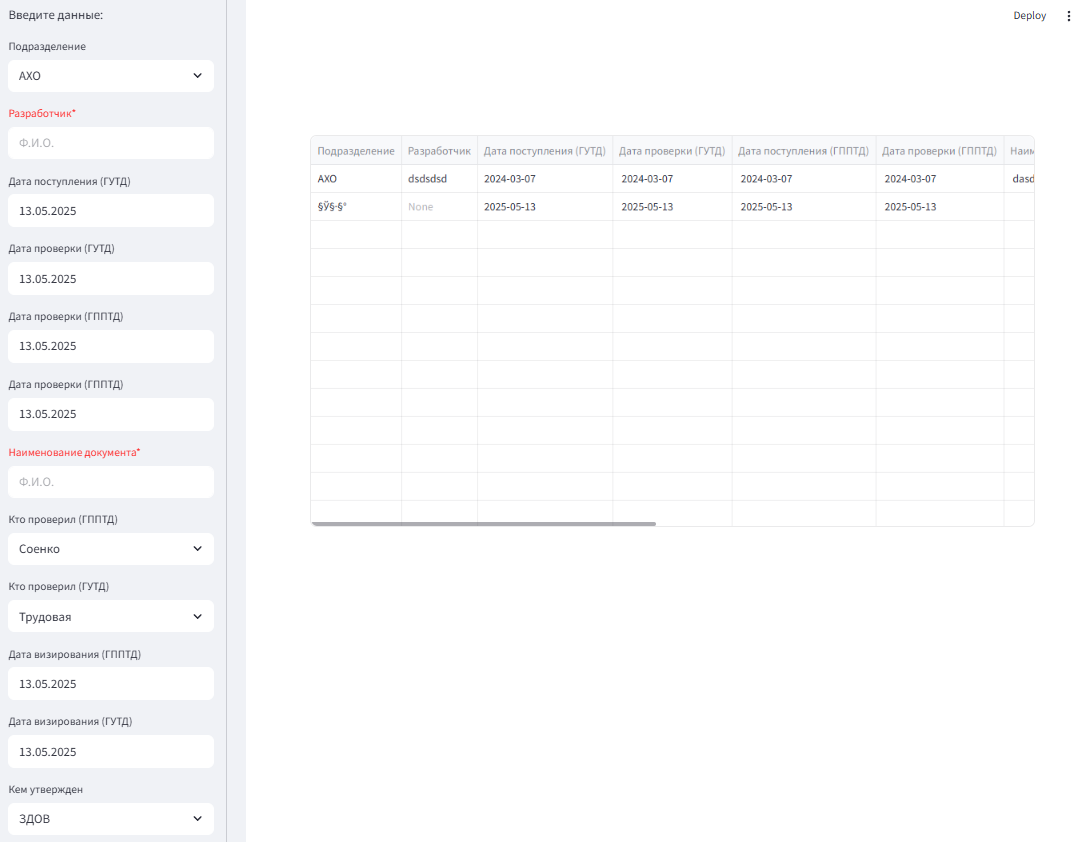 Введите данные:
Подразделение
АХО
Разработчик*
Ф.И.О.
Дата поступления (ГУТД)
13.05.2025
Дата проверки (ГУТД)
13.05.2025
Дата проверки (ГППТД)
13.05.2025
Дата проверки (ГППТД)
13.05.2025
Наименование документа*
Ф.И.О.
Кто проверил (ГППТД)
Соенко
Кто проверил (ГУТД)
Трудовая
Дата визирования (ГППТД)
13.05.2025
Дата визирования (ГУТД)
13.05.2025
Кем утвержден
ЗДОВ
Deploy
Подразделение Разработчик Дата поступления (ГУТД) Дата проверки (ГУТД) Дата поступления (ГППТД) Дата проверки (ГППТД) Наим
АХО dsdsdsd 2024-03-07 2024-03-07 2024-03-07 2024-03-07 dasd
None 2025-05-13 2025-05-13 2025-05-13 2025-05-13